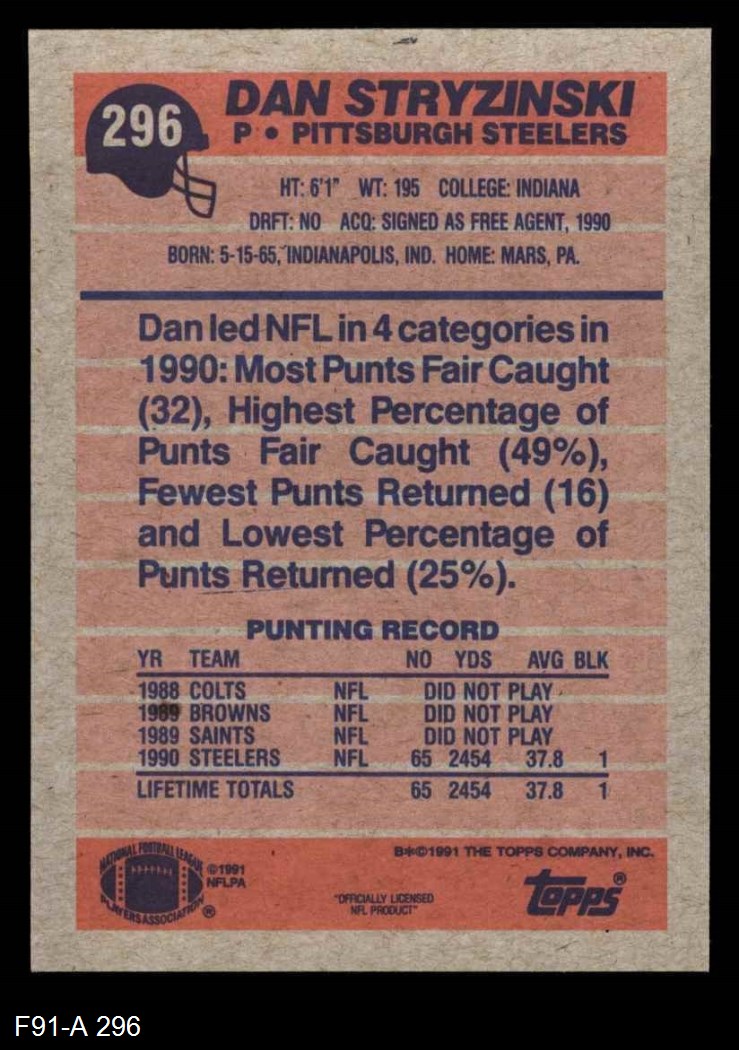 296
DAN STRYZINSKI
P • PITTSBURGH STEELERS
HT: 6'1" WT: 195 COLLEGE: INDIANA
DRFT: NO ACQ: SIGNED AS FREE AGENT, 1990
BORN: 5-15-65, INDIANAPOLIS, IND. HOME: MARS, PA.
Dan led NFL in 4 categories in
1990: Most Punts Fair Caught
(32), Highest Percentage of
Punts Fair Caught (49%),
Fewest Punts Returned (16)
and Lowest Percentage of
Punts Returned (25%).
PUNTING RECORD
YR TEAM NO YDS AVG BLK
1988 COLTS NFL DID NOT PLAY
1989 BROWNS NFL DID NOT PLAY
1989 SAINTS NFL DID NOT PLAY
1990 STEELERS NFL 65 2454 37.8 1
LIFETIME TOTALS 65 2454 37.8 1
NATIONAL FOOTBALL LEAGUE
PLAYERS ASSOCIATION ®
©1991
NFLPA
"OFFICIALLY LICENSED
NFL PRODUCT"
B*©1991 THE TOPPS COMPANY, INC.
topps®
F91-A 296